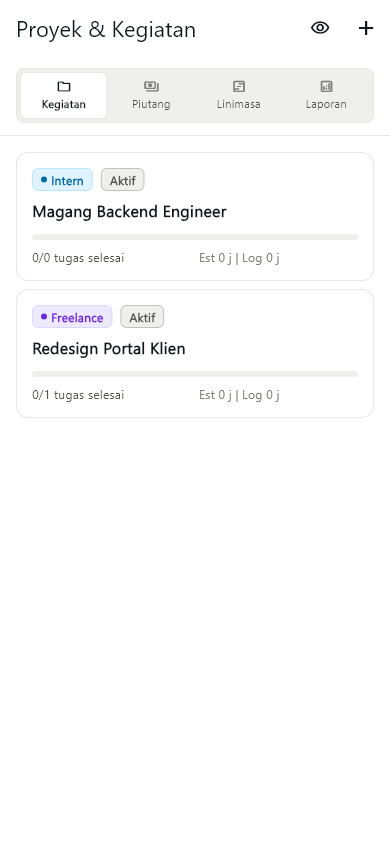 Proyek & Kegiatan
Kegiatan
Piutang
Linimasa
Laporan
Intern
Aktif
Magang Backend Engineer
0/0 tugas selesai
Est 0 j | Log 0 j
Freelance
Aktif
Redesign Portal Klien
0/1 tugas selesai
Est 0 j | Log 0 j